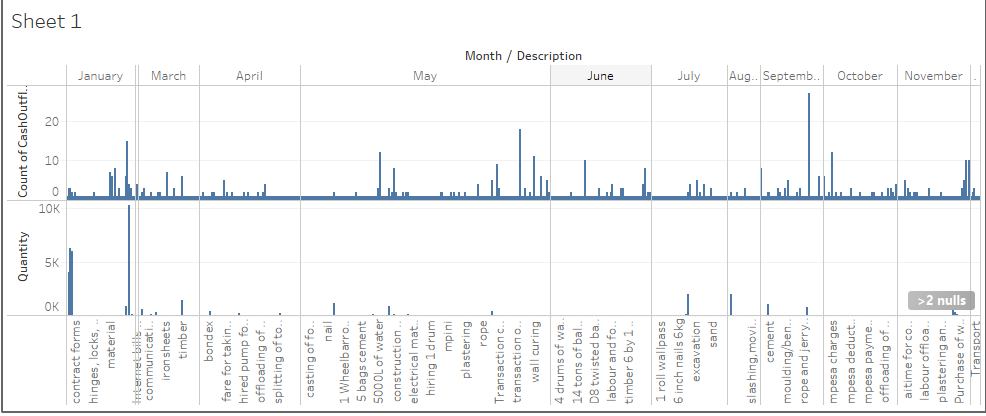 Sheet 1
Month / Description
January
March
April
May
June
July
Aug..
Septemb..
October
November
.
Count of CashOutfl..
20
10
0
Quantity
10K
5K
0K
>2 nulls
contract forms
hinges, locks, ..
material
Internet bills ..
communicati..
ironsheets
timber
bondex
fare for takin..
hired pump fo..
offloading of ..
splitting of to..
casting of fo..
nail
1 Wheelbarro..
5 bags cement
5000L of water
construction ..
electrical mat..
hiring 1 drum
mpini
plastering
rope
Transaction c..
transaction o..
wall curing
4 drums of wa..
14 tons of bal..
D8 twisted ba..
labour and fo..
timber 6 by 1 ..
1 roll wallpass
6 inch nails 6kg
excavation
sand
slashing,movi..
cement
moulding/ben..
rope and jerry..
mpesa charges
mpesa deduct..
mpesa payme..
offloading of ..
aitime for co..
labour offloa..
plastering an..
Purchase of w..
Transport